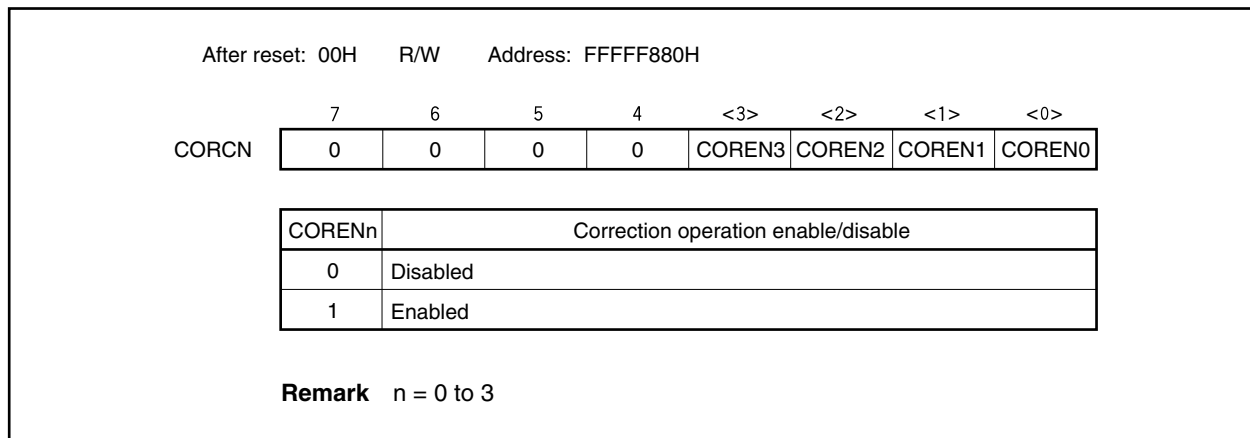 After reset: 00H R/W Address: FFFFF880H
7 6 5 4 <3> <2> <1> <0>
CORCN 0 0 0 0 COREN3 COREN2 COREN1 COREN0
CORENn Correction operation enable/disable
0 Disabled
1 Enabled
Remark n = 0 to 3